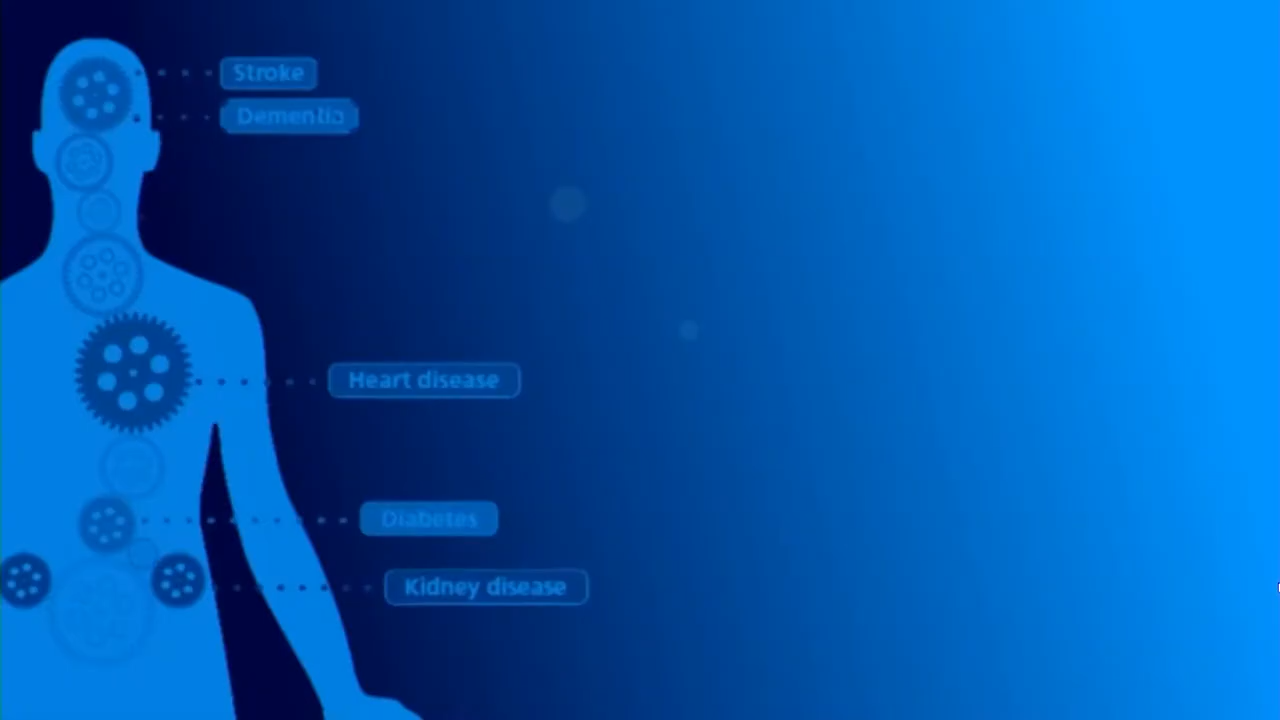 Stroke
Dementia
Heart disease
Diabetes
Kidney disease